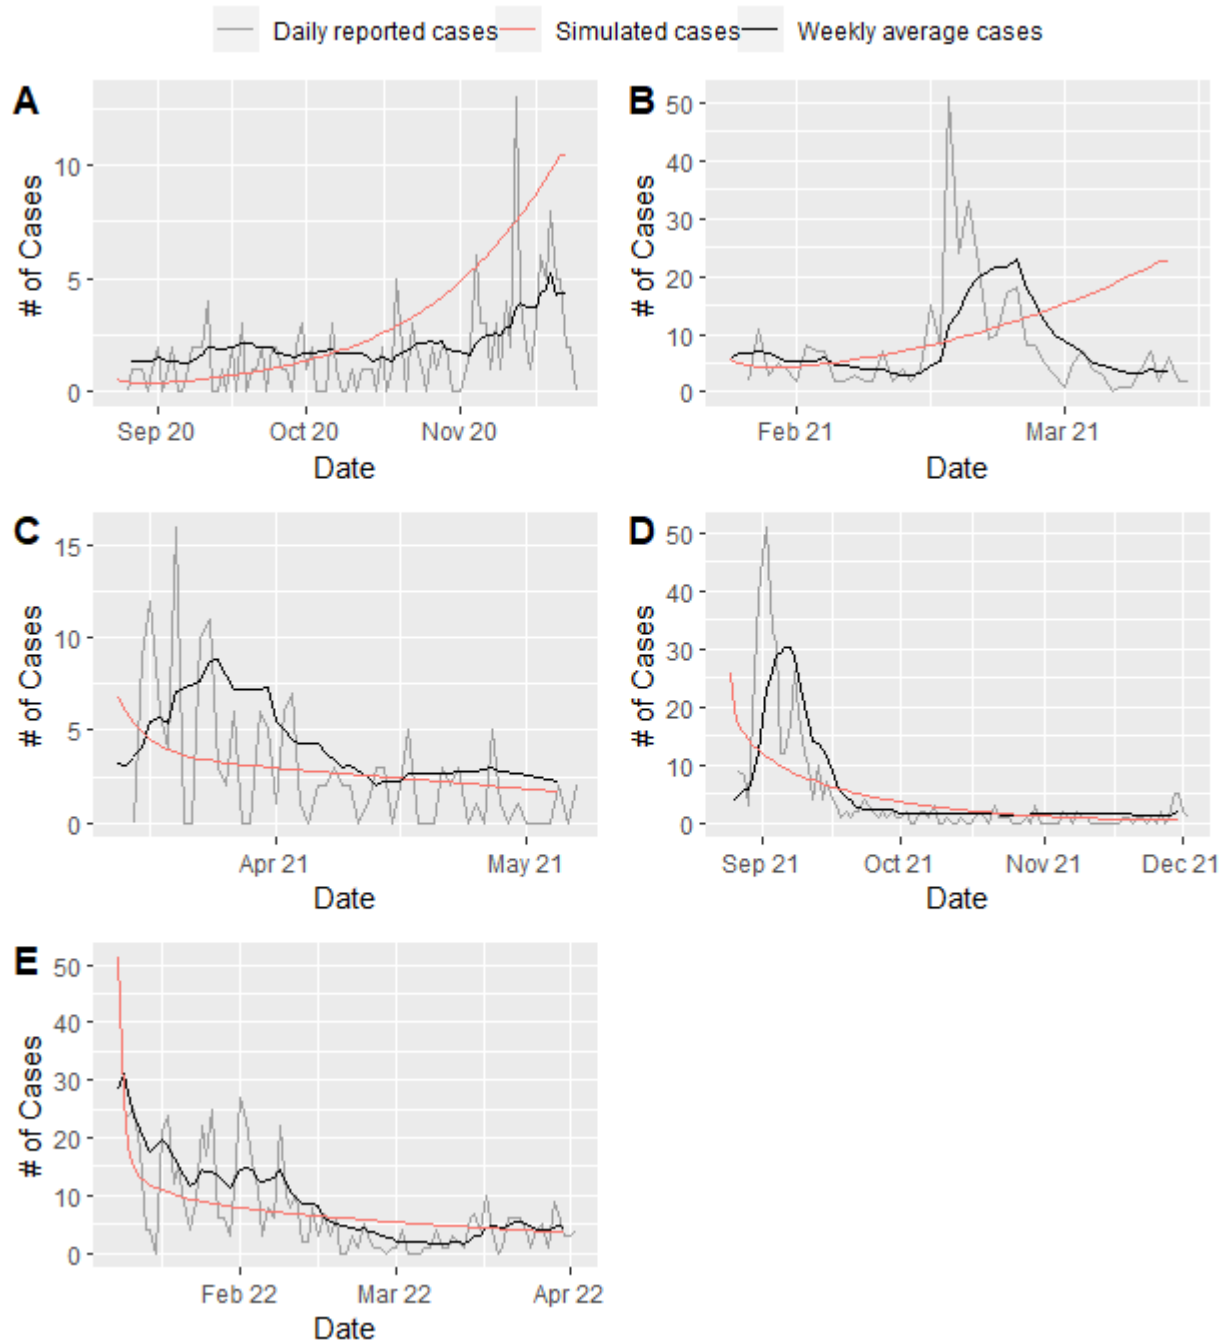 Daily reported cases Simulated cases Weekly average cases
A
# of Cases
10
5
0
Sep 20 Oct 20 Nov 20
Date
B
# of Cases
50
40
30
20
10
0
Feb 21 Mar 21
Date
C
# of Cases
15
10
5
0
Apr 21 May 21
Date
D
# of Cases
50
40
30
20
10
0
Sep 21 Oct 21 Nov 21 Dec 21
Date
E
# of Cases
50
40
30
20
10
0
Feb 22 Mar 22 Apr 22
Date